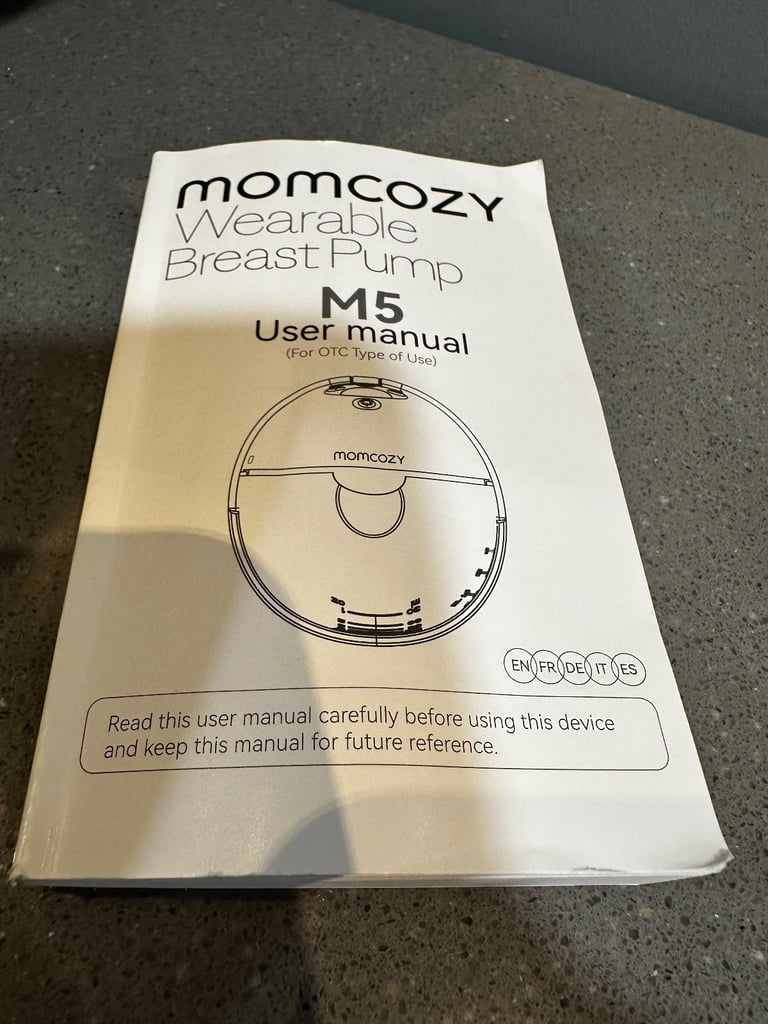 momcozy
Wearable
Breast Pump
M5
User manual
(For OTC Type of Use)
momcozy
EN FR DE IT ES
Read this user manual carefully before using this device
and keep this manual for future reference.